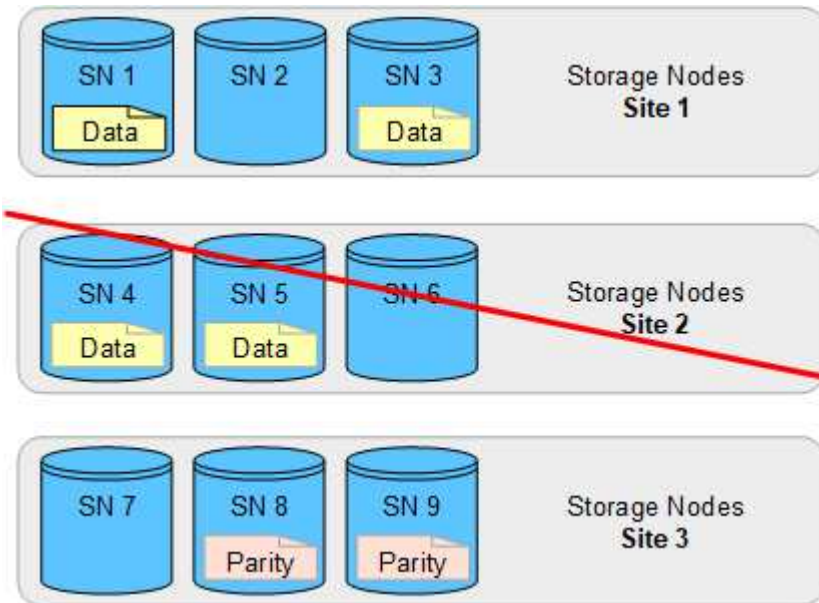 SN 1
SN 2
SN 3
Storage Nodes
Site 1
Data
Data
SN 4
SN 5
SN 6
Storage Nodes
Site 2
Data
Data
SN 7
SN 8
SN 9
Storage Nodes
Site 3
Parity
Parity